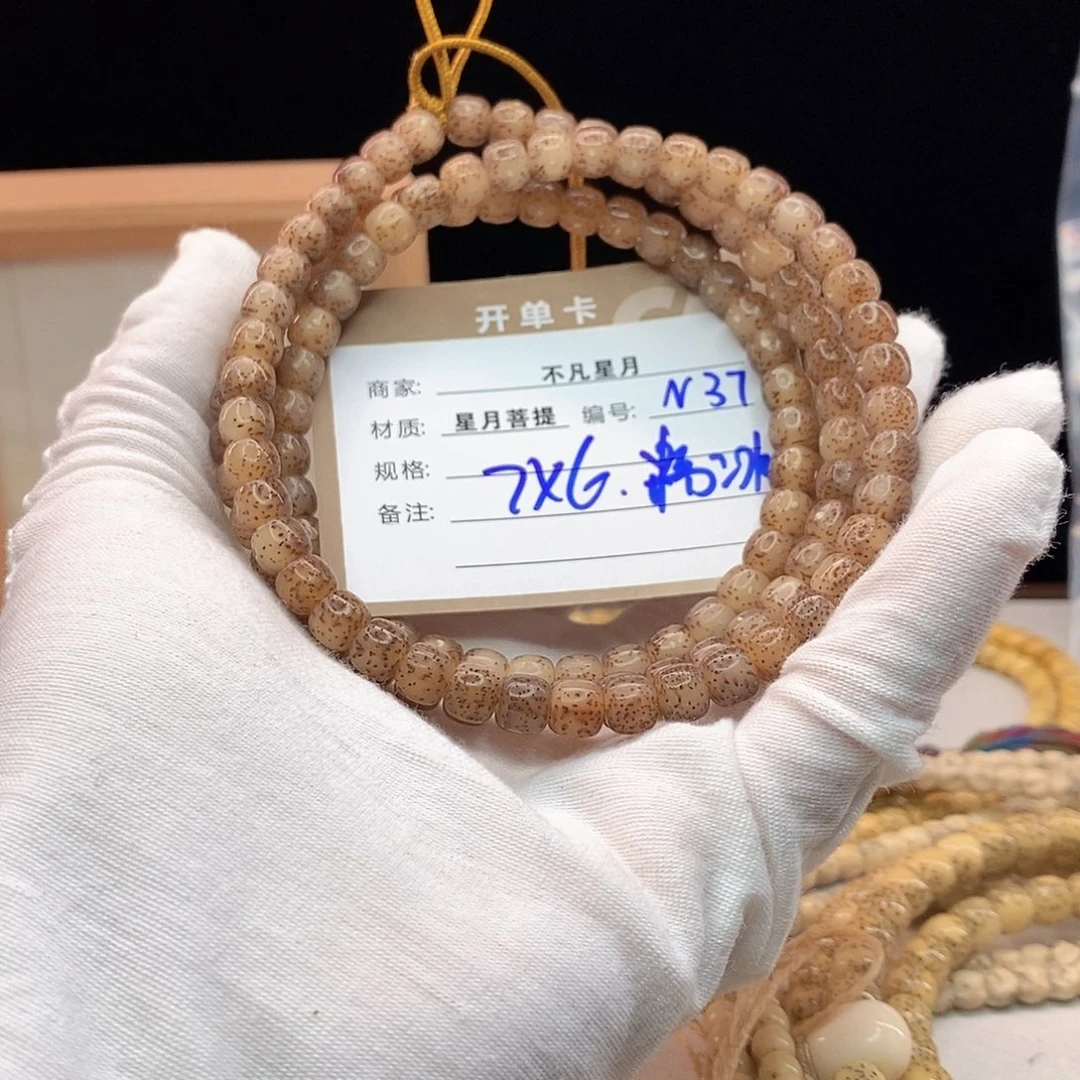 开单卡
商家: 不凡星月
材质: 星月菩提 编号: N37
规格: 7X6.
备注: